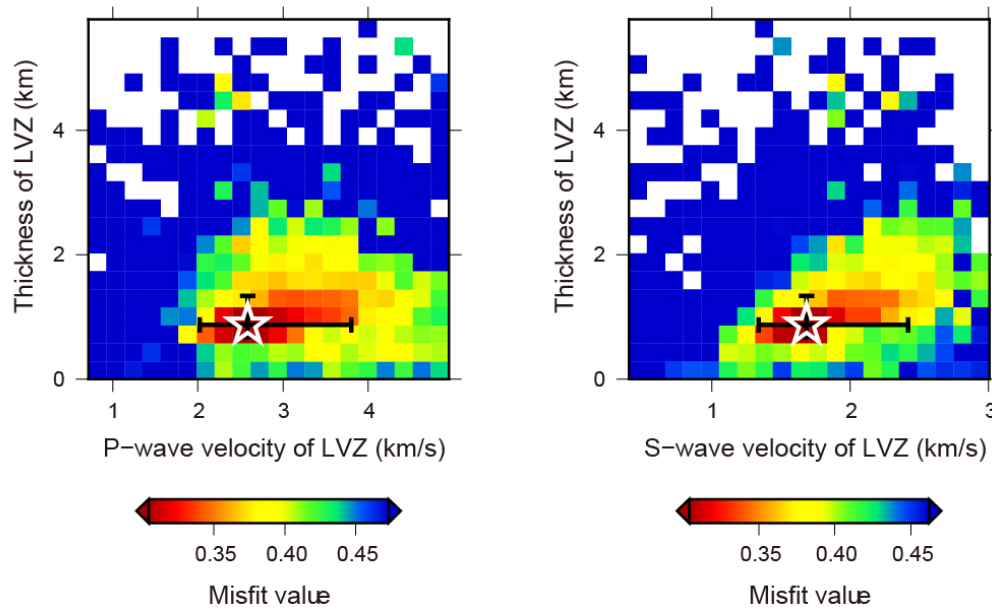 Thickness of LVZ (km)
4
2
0
1 2 3 4
P−wave velocity of LVZ (km/s)
0.35 0.40 0.45
Misfit value
Thickness of LVZ (km)
4
2
0
1 2 3
S−wave velocity of LVZ (km/s)
0.35 0.40 0.45
Misfit value